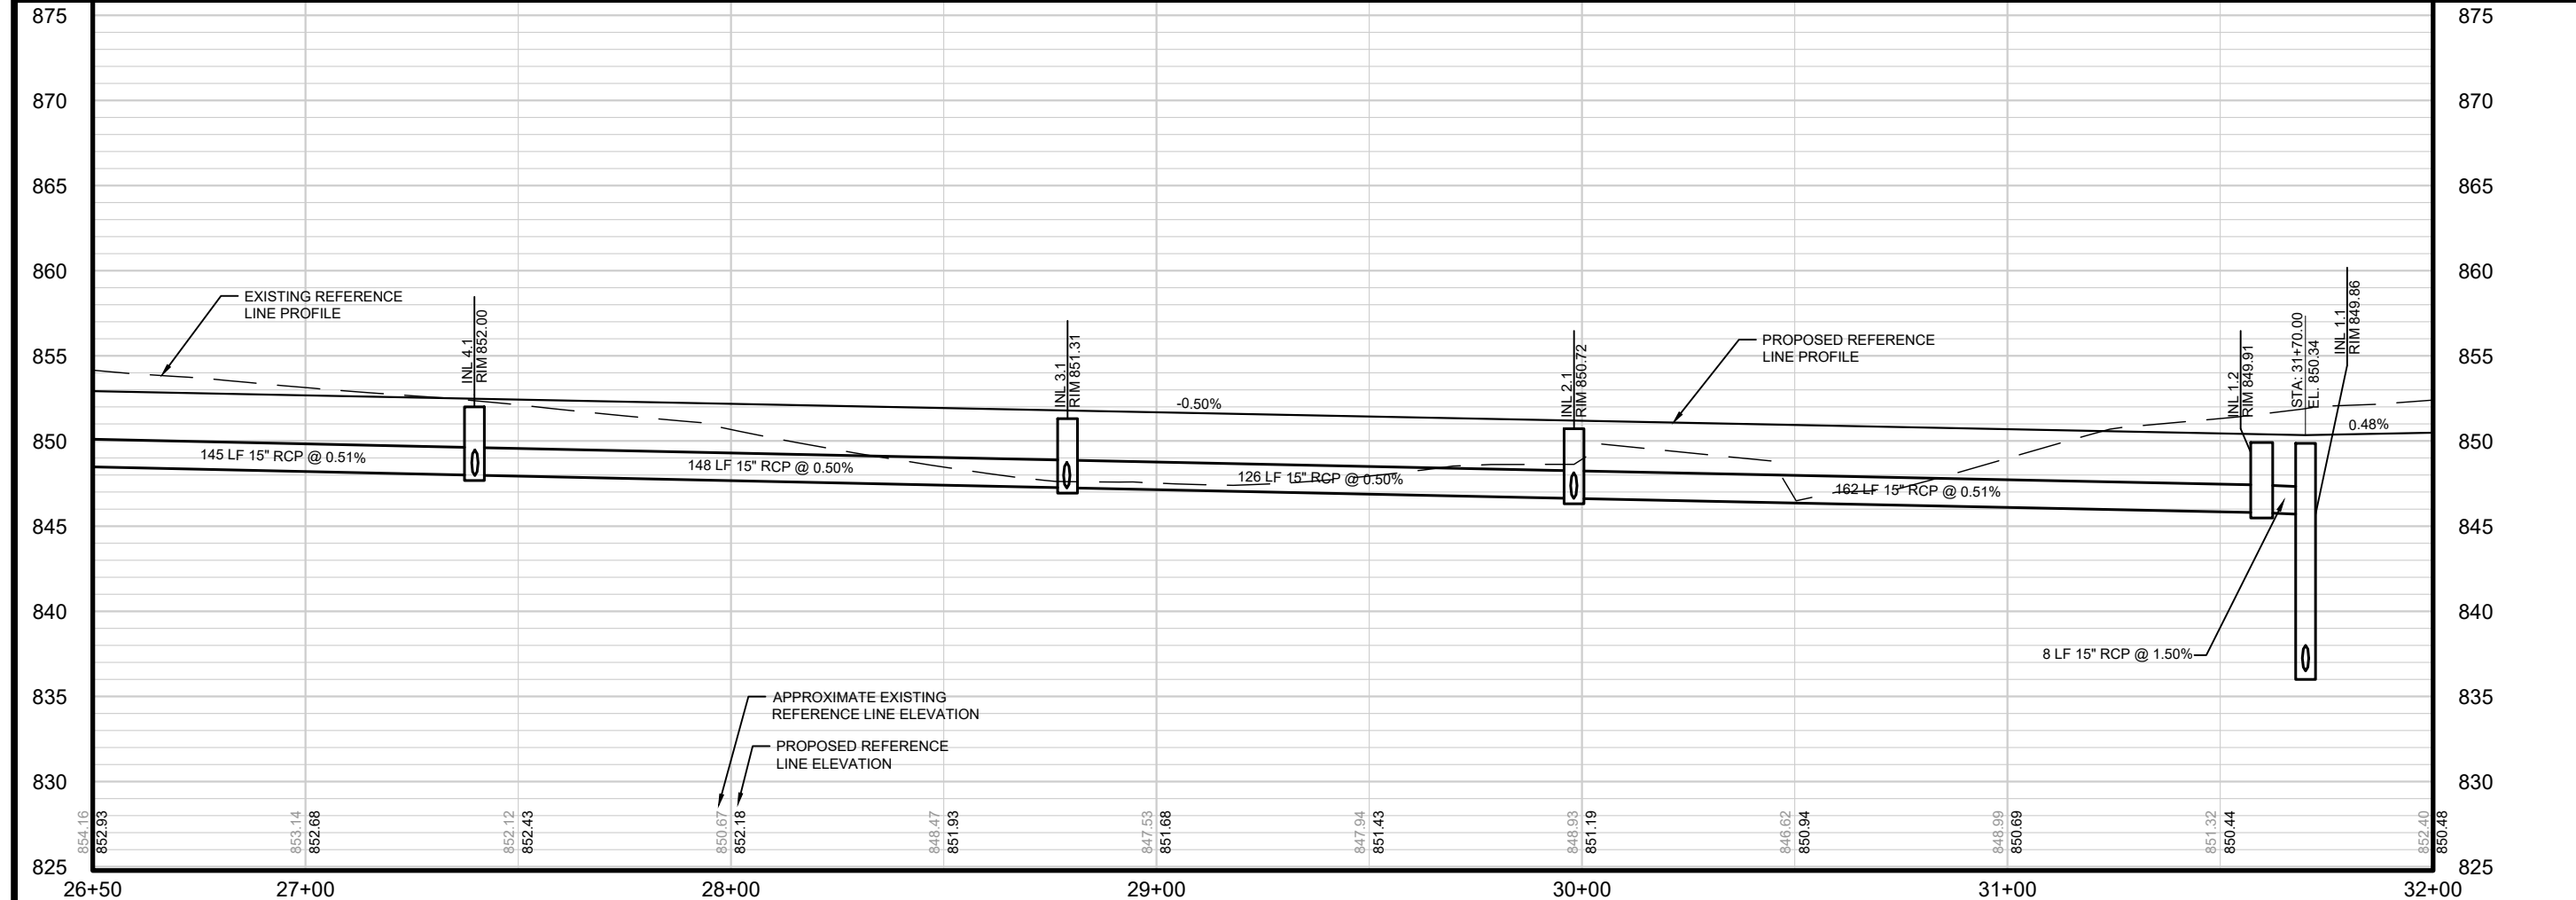 875
875
870
870
865
865
860
860
855
855
850
850
845
845
840
840
835
835
830
830
825
825
EXISTING REFERENCE
LINE PROFILE
INL 4.1
RIM 852.00
INL 3.1
RIM 851.31
INL 2.1
RIM 850.72
PROPOSED REFERENCE
LINE PROFILE
INL 1.2
RIM 849.91
STA: 31+70.00
EL. 850.34
INL 1.1
RIM 849.86
-0.50%
0.48%
145 LF 15" RCP @ 0.51%
148 LF 15" RCP @ 0.50%
126 LF 15" RCP @ 0.50%
162 LF 15" RCP @ 0.51%
8 LF 15" RCP @ 1.50%
APPROXIMATE EXISTING
REFERENCE LINE ELEVATION
PROPOSED REFERENCE
LINE ELEVATION
854.16
852.93
853.14
852.68
852.12
852.43
850.67
852.18
848.47
851.93
847.53
851.68
847.94
851.43
848.93
851.19
846.62
850.94
848.99
850.69
851.32
850.44
852.40
850.48
26+50
27+00
28+00
29+00
30+00
31+00
32+00